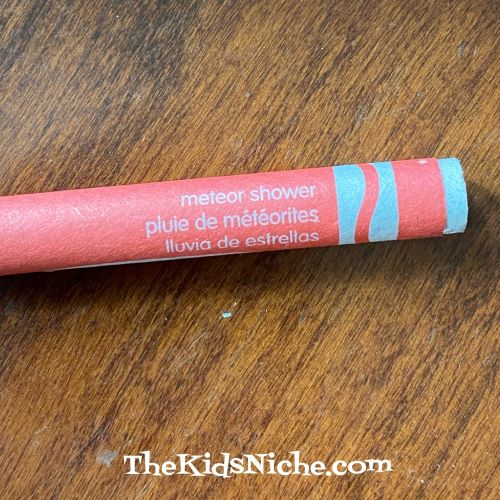 meteor shower
pluie de météorites
lluvia de estrellas
TheKidsNiche.com